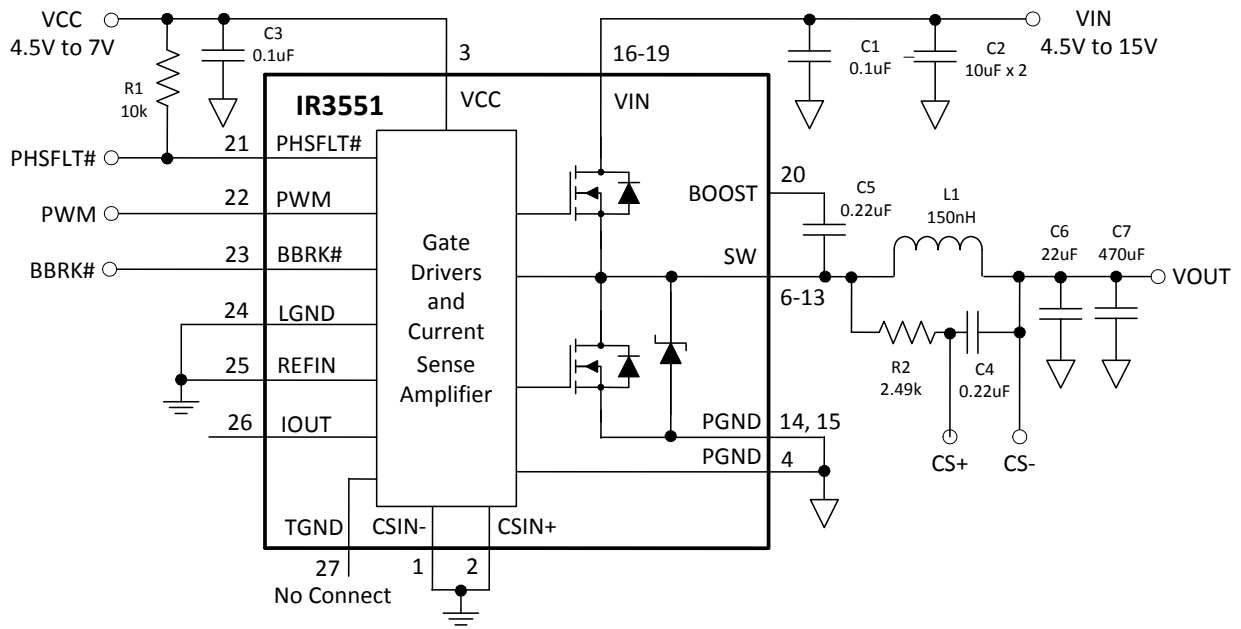 VCC
4.5V to 7V
C3
0.1uF
R1
10k
3
16-19
C1
0.1uF
C2
10uF x 2
VIN
4.5V to 15V
IR3551
VCC
VIN
PHSFLT#
21
PHSFLT#
PWM
22
PWM
BBRK#
23
BBRK#
24
LGND
25
REFIN
26
IOUT
Gate
Drivers
and
Current
Sense
Amplifier
BOOST
20
C5
0.22uF
SW
6-13
L1
150nH
C6
22uF
C7
470uF
VOUT
R2
2.49k
C4
0.22uF
CS+
CS-
PGND
14, 15
PGND
4
TGND
CSIN-
CSIN+
27
1
2
No Connect